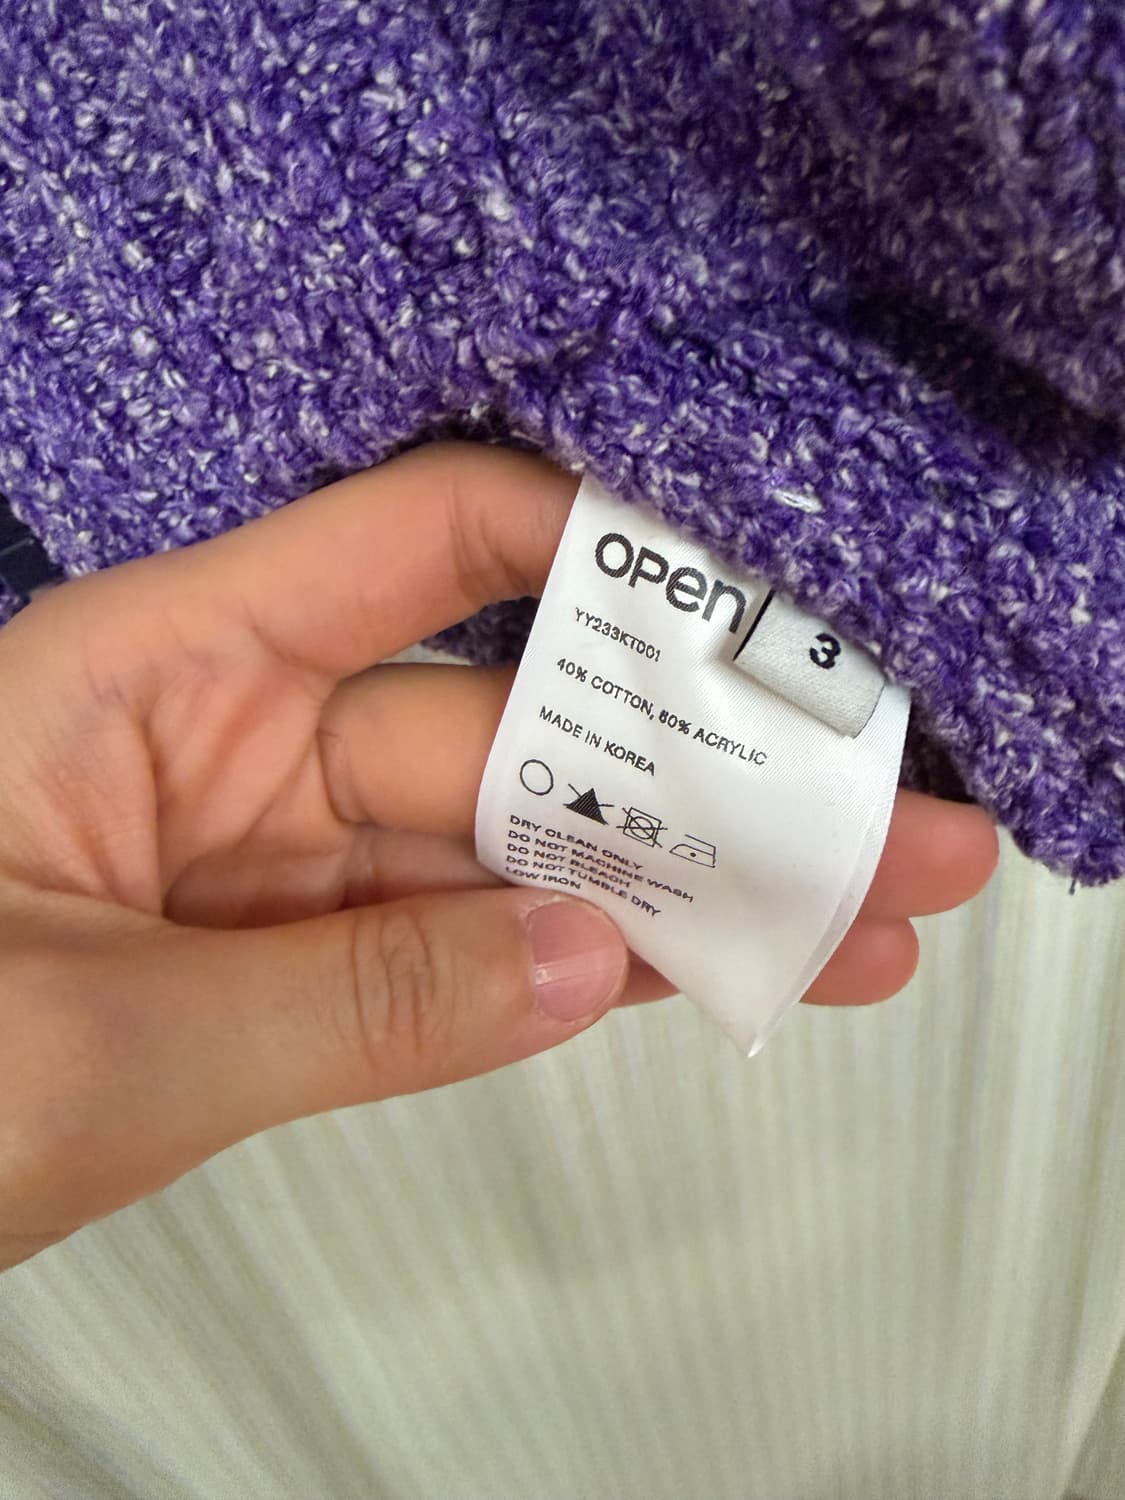 open
3
YY233KT001
40% COTTON, 60% ACRYLIC
MADE IN KOREA
DRY CLEAN ONLY
DO NOT MACHINE WASH
DO NOT BLEACH
DO NOT TUMBLE DRY
LOW IRON